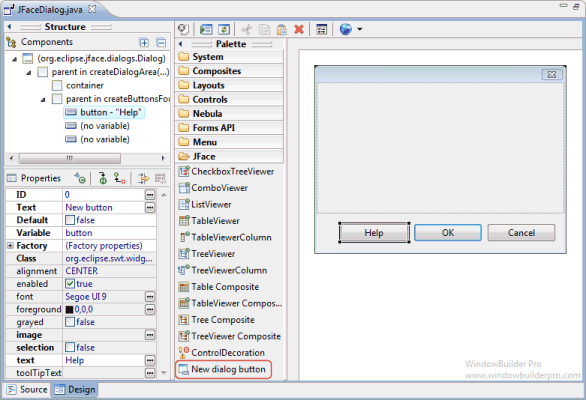 JFaceDialog.java
Structure
Components
(org.eclipse.jface.dialogs.Dialog)
parent in createDialogArea(...)
container
parent in createButtonsFor
button - "Help"
(no variable)
(no variable)
Properties
ID 0
Text New button
Default false
Variable button
Factory (Factory properties)
Class org.eclipse.swt.widg...
alignment CENTER
enabled true
font Segoe UI 9
foreground 0,0,0
grayed false
image
selection false
text Help
toolTipText
Source
Design
Palette
System
Composites
Layouts
Controls
Nebula
Forms API
Menu
JFace
CheckboxTreeViewer
ComboViewer
ListViewer
TableViewer
TableViewerColumn
TreeViewer
TreeViewerColumn
Table Composite
TableViewer Compos...
Tree Composite
TreeViewer Composite
ControlDecoration
New dialog button
Help
OK
Cancel
WindowBuilder Pro
www.windowbuilderpro.com